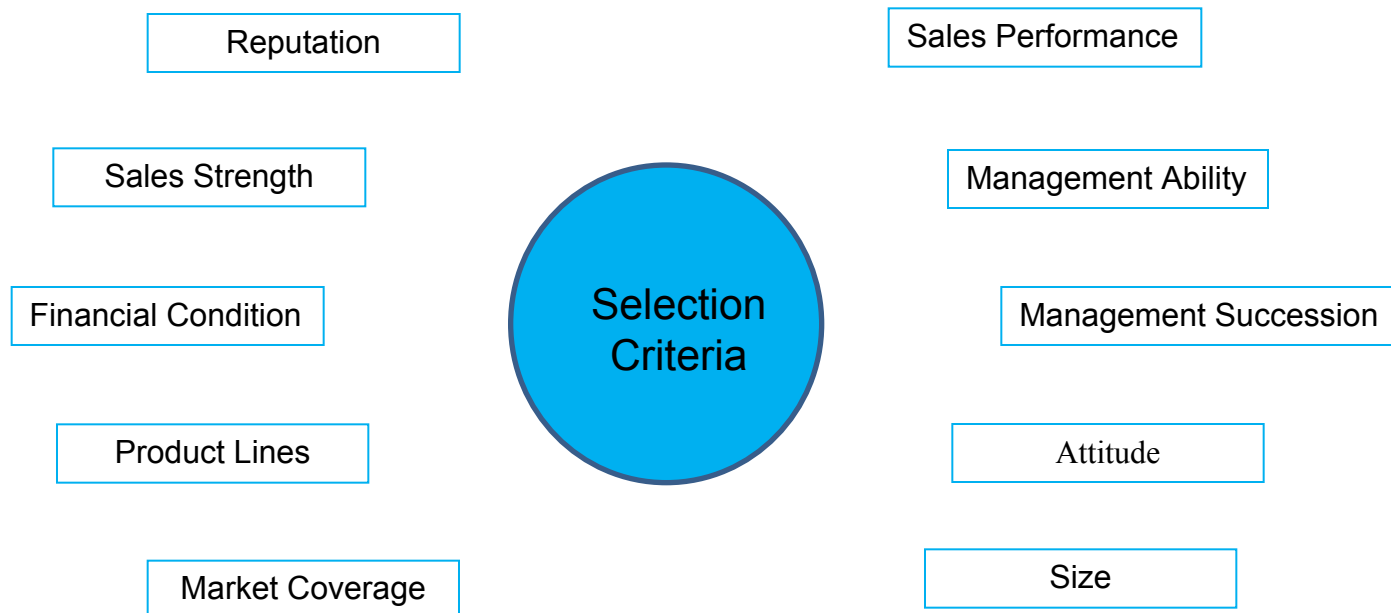 Reputation
Sales Performance
Sales Strength
Management Ability
Selection
Criteria
Financial Condition
Management Succession
Product Lines
Attitude
Market Coverage
Size